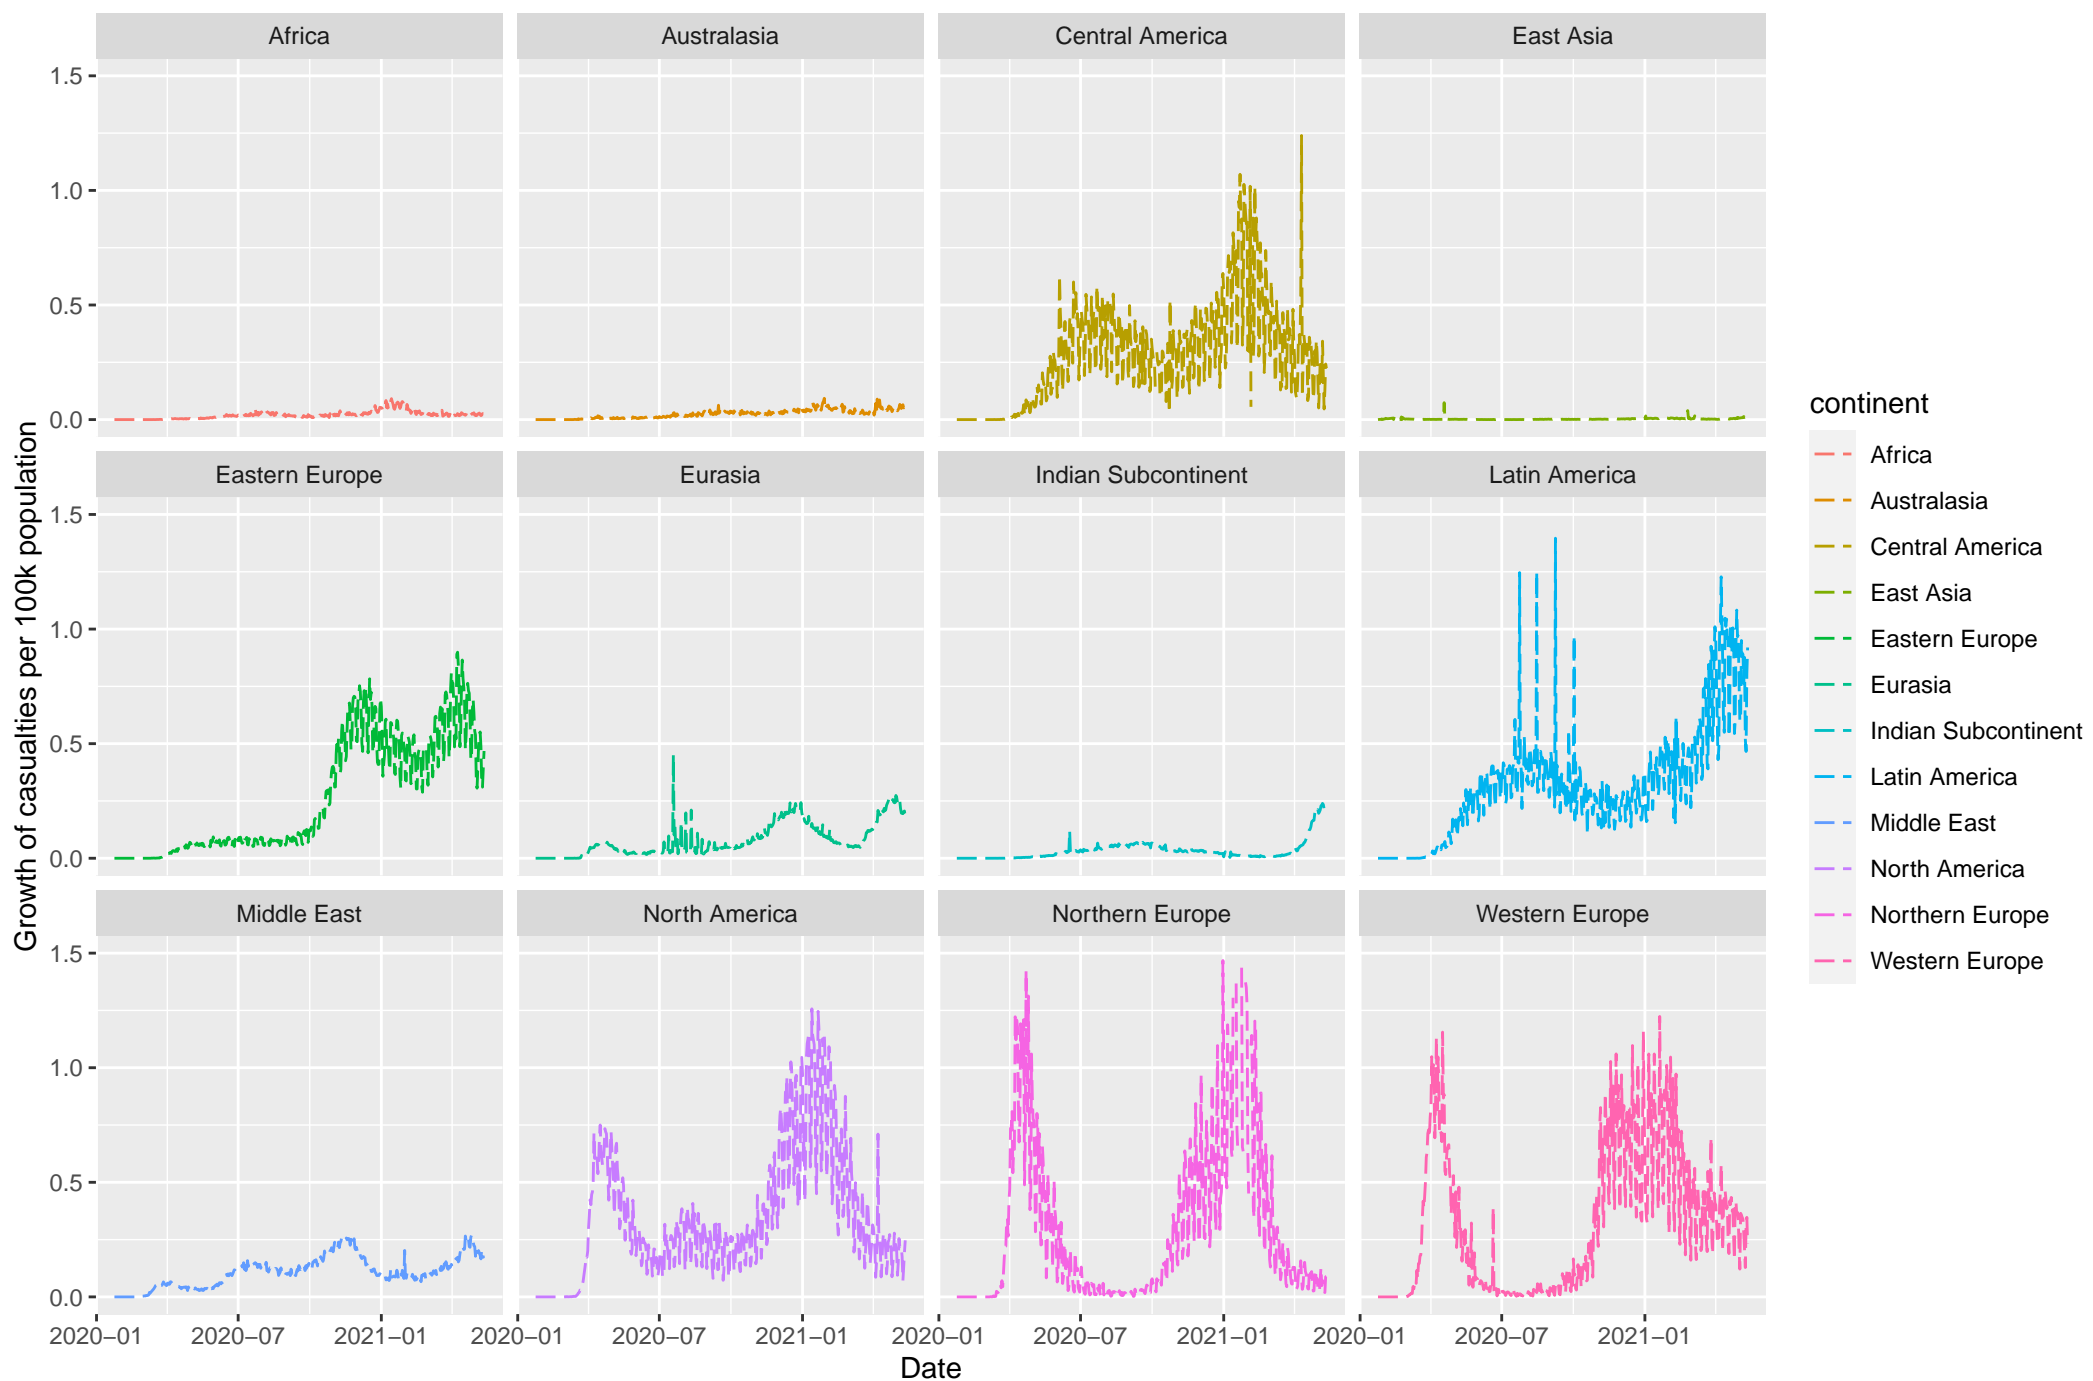 Africa
Australasia
Central America
East Asia
1.5
1.0
0.5
0.0
Eastern Europe
Eurasia
Indian Subcontinent
Latin America
1.5
1.0
0.5
0.0
Middle East
North America
Northern Europe
Western Europe
1.5
1.0
0.5
0.0
2020−01
2020−07
2021−01
2020−01
2020−07
2021−01
2020−01
2020−07
2021−01
2020−01
2020−07
2021−01
Date
Growth of casualties per 100k population
continent
Africa
Australasia
Central America
East Asia
Eastern Europe
Eurasia
Indian Subcontinent
Latin America
Middle East
North America
Northern Europe
Western Europe